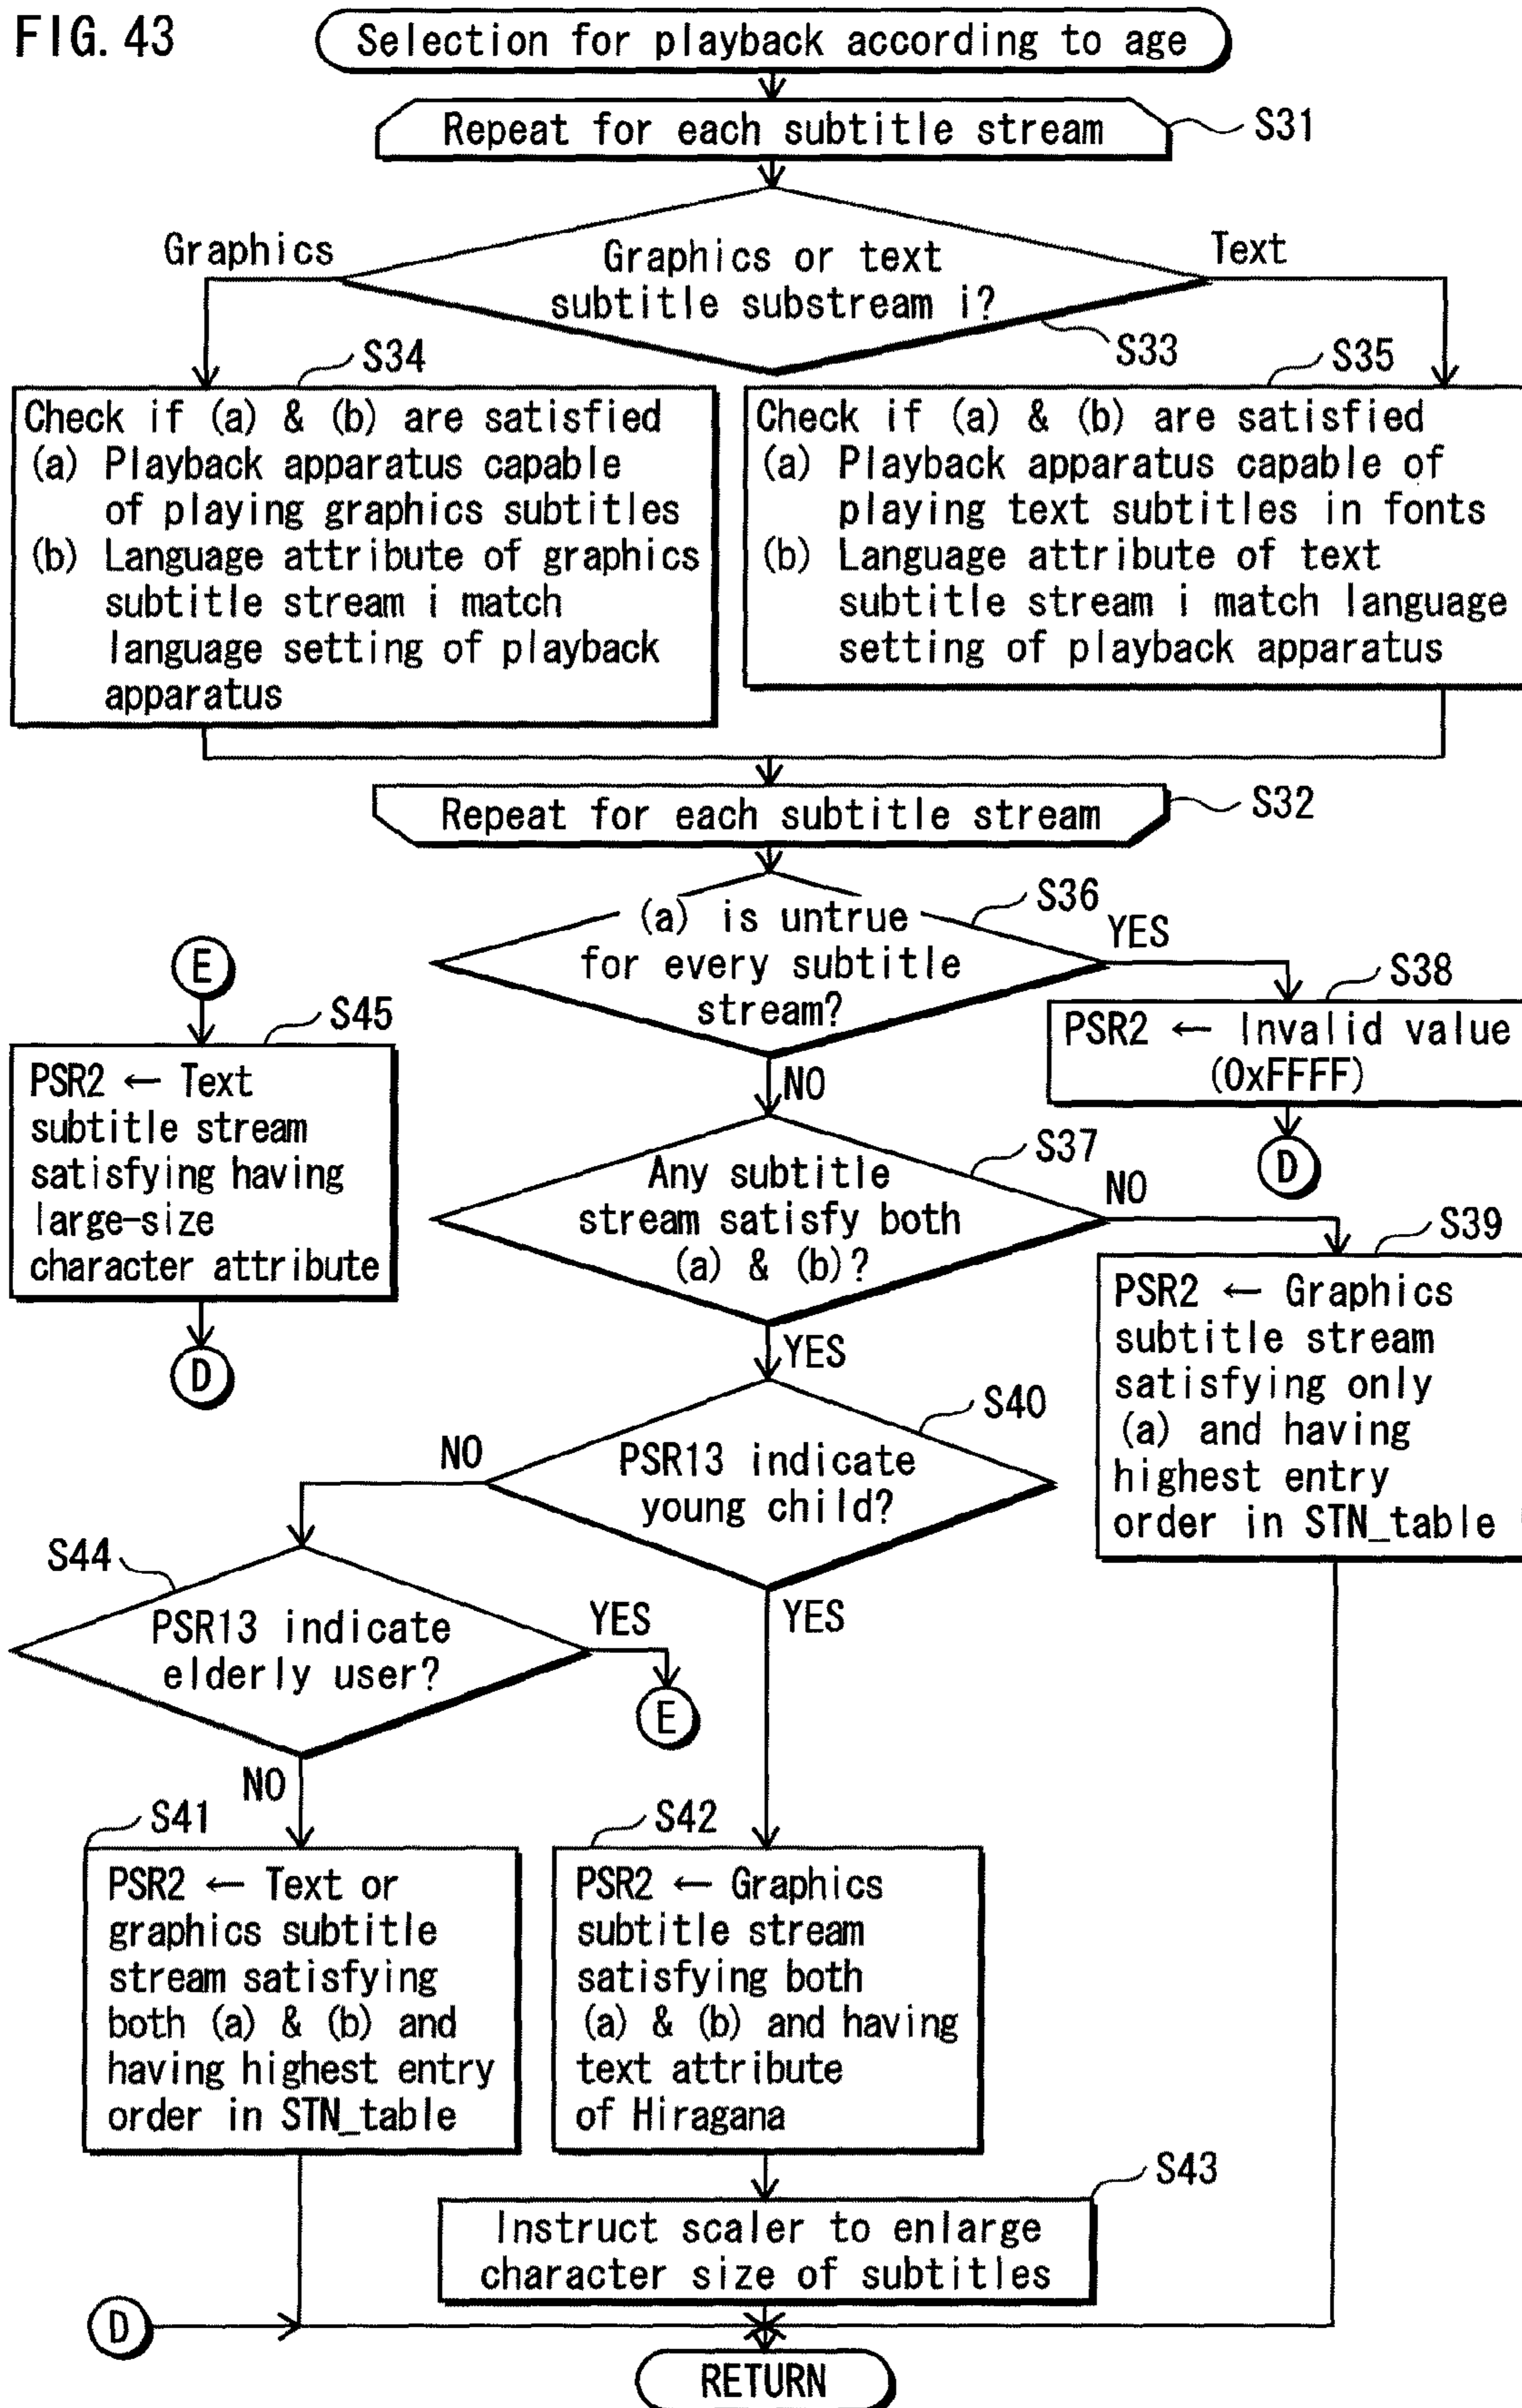 FIG. 43
Selection for playback according to age
Repeat for each subtitle stream
S31
Graphics
Text
Graphics or text
subtitle substream i?
S33
S34
Check if (a) & (b) are satisfied
(a) Playback apparatus capable
of playing graphics subtitles
(b) Language attribute of graphics
subtitle stream i match
language setting of playback
apparatus
S35
Check if (a) & (b) are satisfied
(a) Playback apparatus capable of
playing text subtitles in fonts
(b) Language attribute of text
subtitle stream i match language
setting of playback apparatus
Repeat for each subtitle stream
S32
(a) is untrue
for every subtitle
stream?
S36
YES
NO
S38
PSR2 ← Invalid value
(0xFFFF)
D
E
S45
PSR2 ← Text
subtitle stream
satisfying having
large-size
character attribute
D
Any subtitle
stream satisfy both
(a) & (b)?
S37
NO
YES
S39
PSR2 ← Graphics
subtitle stream
satisfying only
(a) and having
highest entry
order in STN_table
S40
PSR13 indicate
young child?
NO
YES
S44
PSR13 indicate
elderly user?
YES
E
NO
S41
PSR2 ← Text or
graphics subtitle
stream satisfying
both (a) & (b) and
having highest entry
order in STN_table
S42
PSR2 ← Graphics
subtitle stream
satisfying both
(a) & (b) and having
text attribute
of Hiragana
S43
Instruct scaler to enlarge
character size of subtitles
D
RETURN